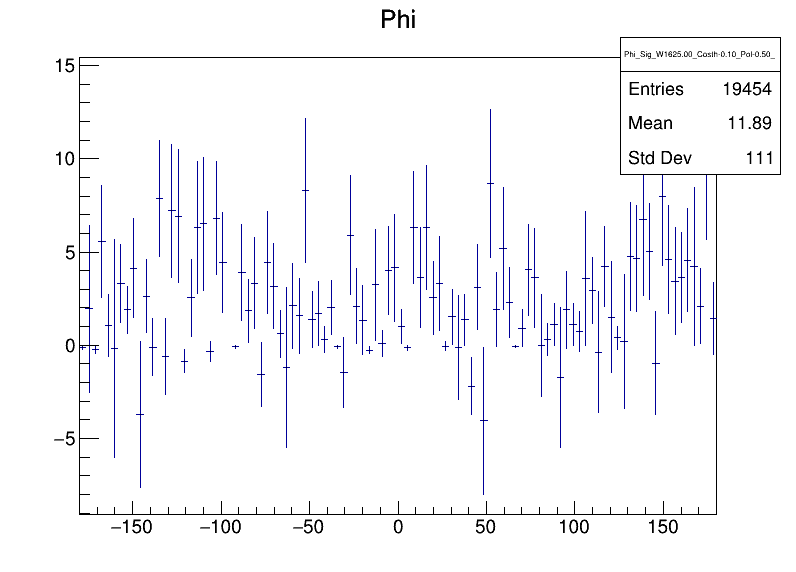 Phi
Phi_Sig_W1625.00_Costh-0.10_Pol-0.50_
Entries 19454
Mean 11.89
Std Dev 111
15
10
5
0
−5
−150 −100 −50 0 50 100 150